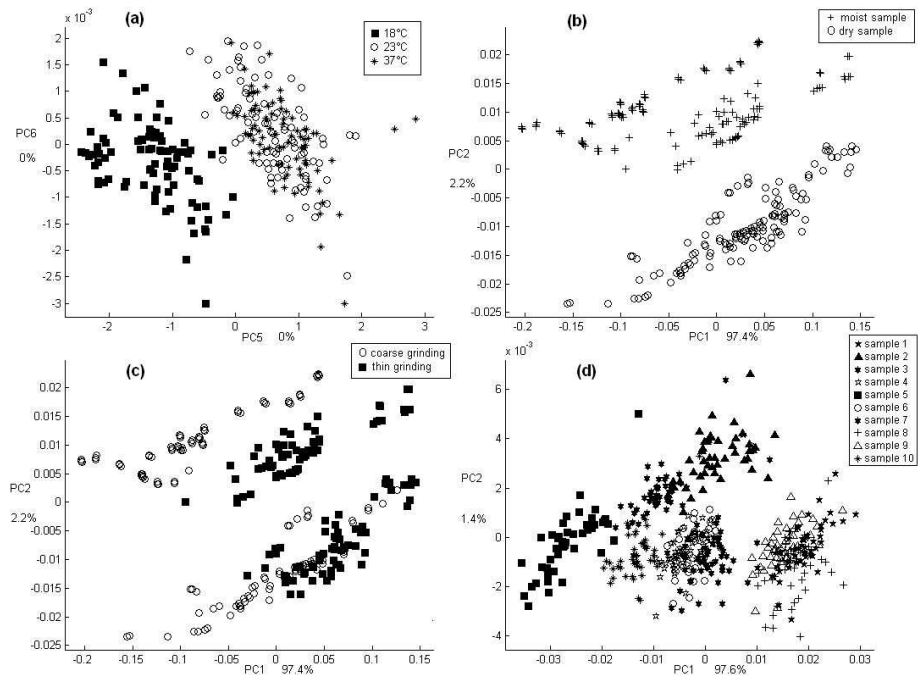 x 10⁻³
(a)
18°C
23°C
37°C
2
1.5
1
0.5
PC6
0
0%
-0.5
-1
-1.5
-2
-2.5
-3
-2
-1
0
1
2
3
PC5 0%
(b)
moist sample
dry sample
0.02
0.015
0.01
0.005
PC2
0
2.2%
-0.005
-0.01
-0.015
-0.02
-0.025
-0.2
-0.15
-0.1
-0.05
0
0.05
0.1
0.15
PC1 97.4%
(c)
coarse grinding
thin grinding
0.02
0.015
0.01
0.005
PC2
0
2.2%
-0.005
-0.01
-0.015
-0.02
-0.025
-0.2
-0.15
-0.1
-0.05
0
0.05
0.1
0.15
PC1 97.4%
x 10⁻³
(d)
sample 1
sample 2
sample 3
sample 4
sample 5
sample 6
sample 7
sample 8
sample 9
sample 10
6
4
2
PC2
0
1.4%
-2
-4
-0.03
-0.02
-0.01
0
0.01
0.02
0.03
PC1 97.6%